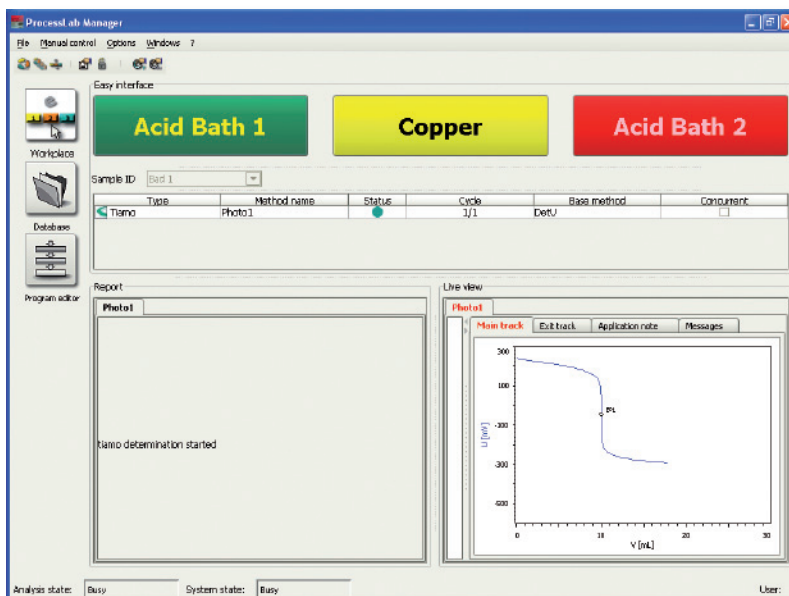 ProcessLab Manager
File Manual control Options Windows ?
Easy interface
Acid Bath 1 Copper Acid Bath 2
Workplace
Sample ID Bad 1
Type Method name Status Cycle Base method Concurrent
Tiamo Photo1 1/1 DetU
Database
Program editor
Report Live view
Photo1 Photo1
Main track Exit track Application note Messages
300
100
EP1
-100
U [mV]
tiamo determination started
-300
-500
0 10 20 30
V [mL]
Analysis state: Busy System state: Busy User: